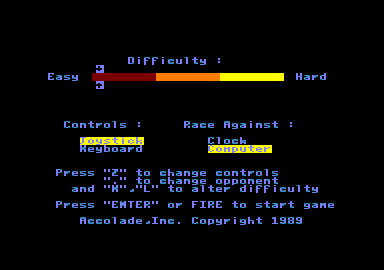 Difficulty :
Easy Hard
Controls : Race Against :
Joystick Clock
Keyboard Computer
Press "Z" to change controls
"." to change opponent
and "K","L" to alter difficulty
Press "ENTER" or FIRE to start game
Accolade,Inc. Copyright 1989